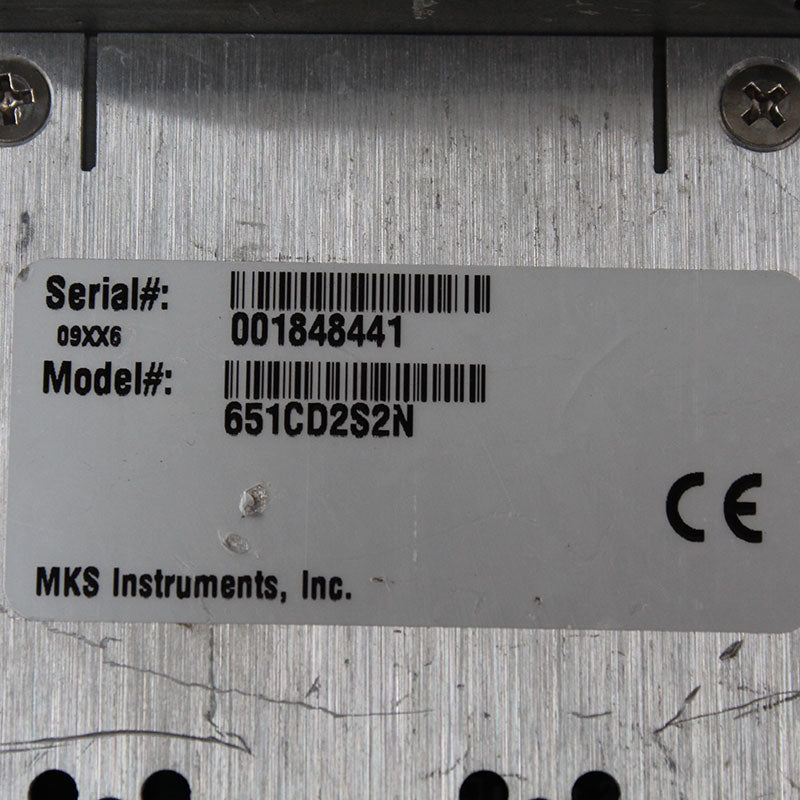 Serial#:
001848441
09XX6
Model#:
651CD2S2N
CE
MKS Instruments, Inc.